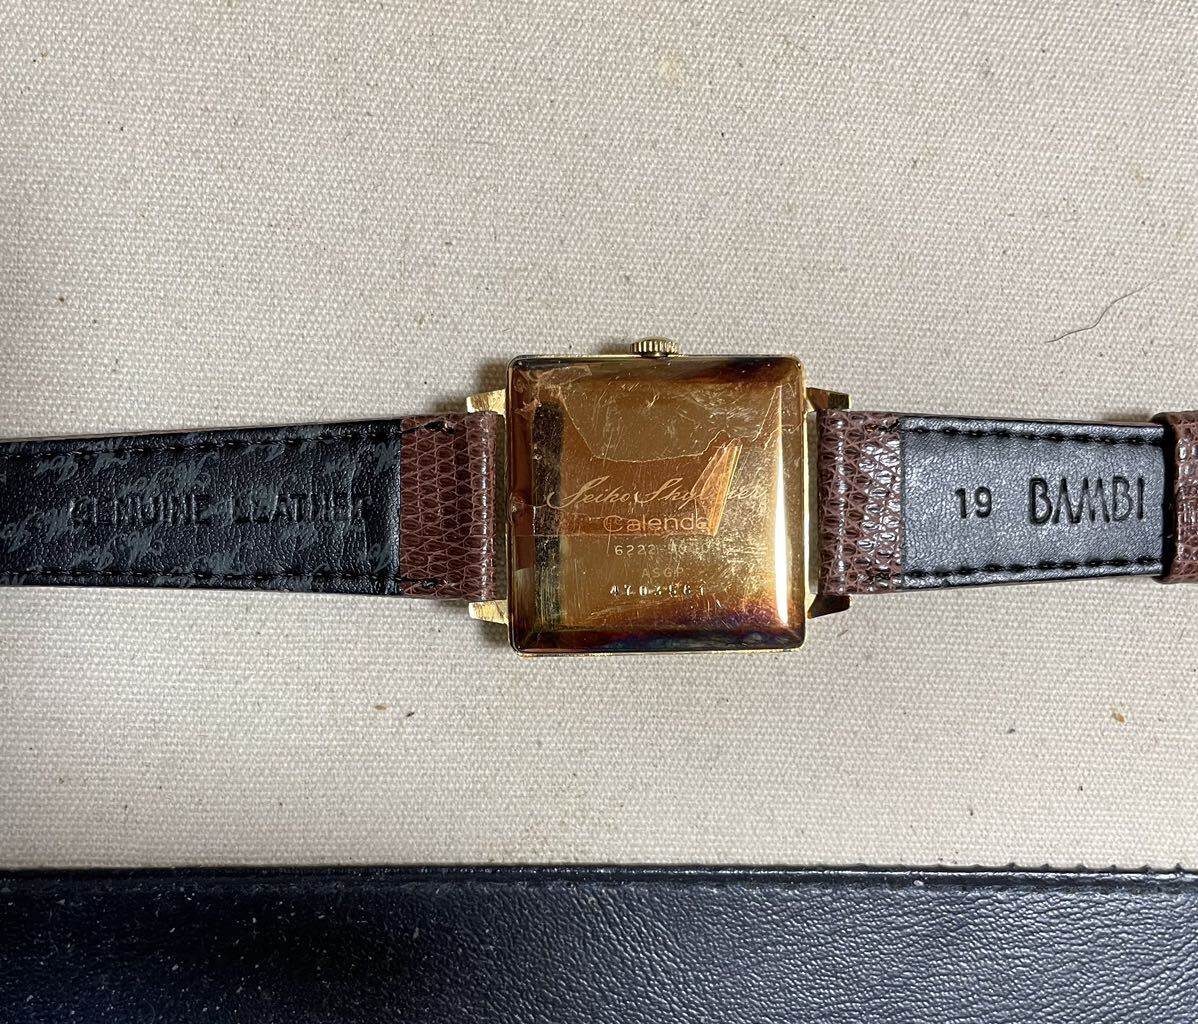 GENUINE LEATHER
Seiko Skyliner
Calendar
ASGP
19 BAMBI